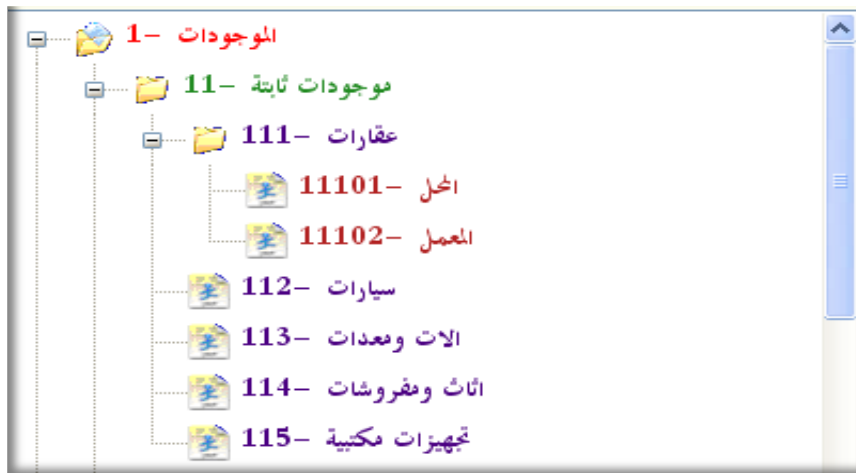 1- الموجودات
11- موجودات ثابتة
111- عقارات
11101- المحل
11102- المعمل
112- سيارات
113- الات ومعدات
114- اثاث ومفروشات
115- تجهيزات مكتبية